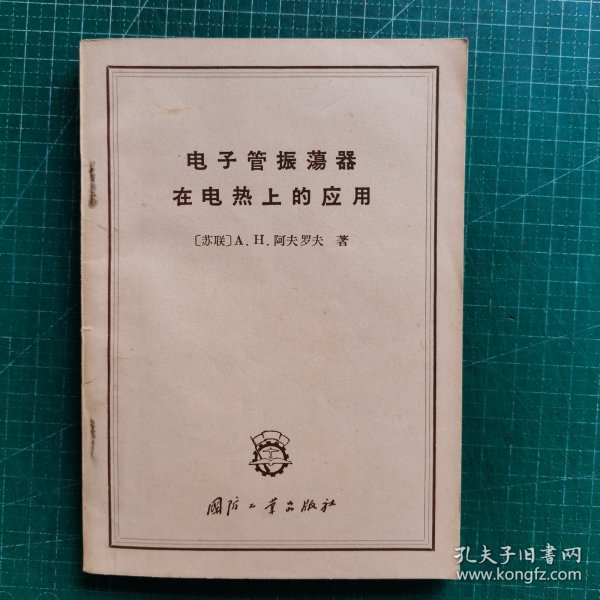 电子管振荡器
在电热上的应用
〔苏联〕A. H. 阿夫罗夫 著
国防工业出版社
孔夫子旧书网
www.kongfz.com